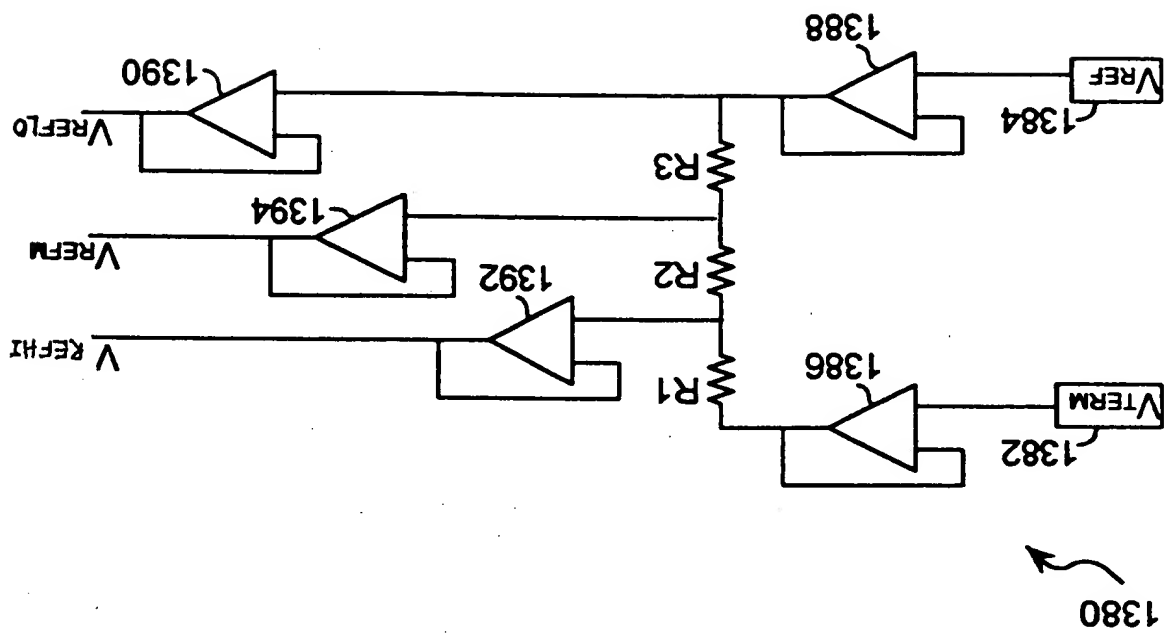 1380
1382
VTERM
1386
R1
1392
VREFHI
R2
1394
VREFM
R3
1384
VREF
1388
1390
VREFLO